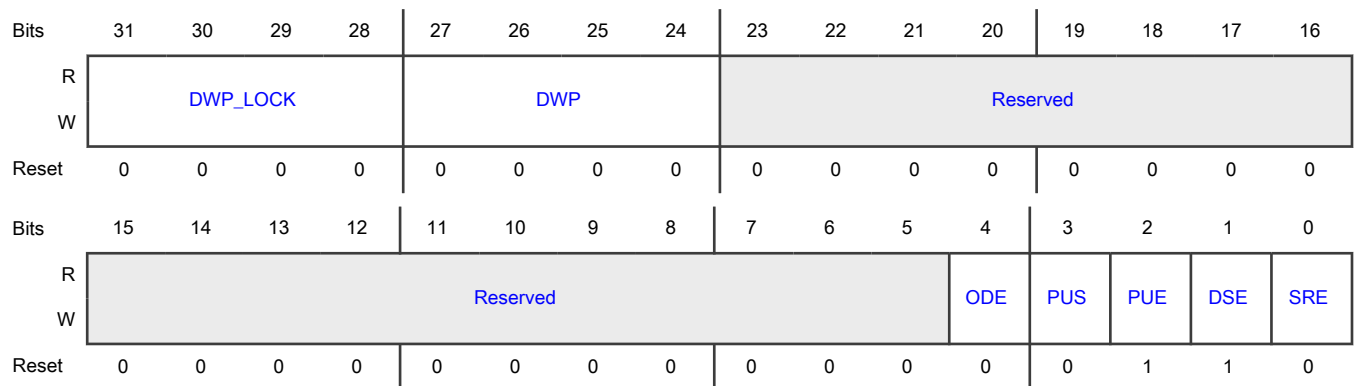 Bits 31 30 29 28 27 26 25 24 23 22 21 20 19 18 17 16
R
DWP_LOCK DWP Reserved
W
Reset 0 0 0 0 0 0 0 0 0 0 0 0 0 0 0 0
Bits 15 14 13 12 11 10 9 8 7 6 5 4 3 2 1 0
R
Reserved ODE PUS PUE DSE SRE
W
Reset 0 0 0 0 0 0 0 0 0 0 0 0 0 1 1 0